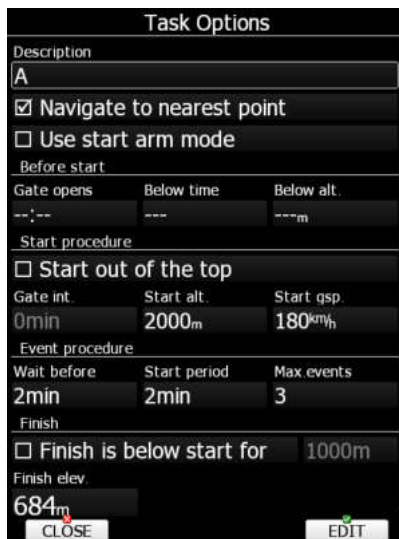 Task Options
Description
A
Navigate to nearest point
Use start arm mode
Before start
Gate opens Below time Below alt.
--:-- --- ---m
Start procedure
Start out of the top
Gate int. Start alt. Start gsp.
0min 2000m 180km/h
Event procedure
Wait before Start period Max.events
2min 2min 3
Finish
Finish is below start for 1000m
Finish elev.
684m
CLOSE EDIT